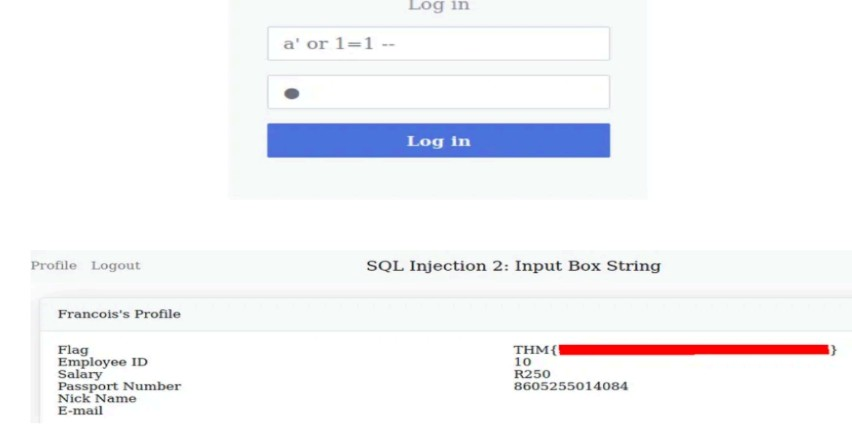 Log in
a' or 1=1 --
Log in
Profile Logout
SQL Injection 2: Input Box String
Francois's Profile
Flag THM{ }
Employee ID 10
Salary R250
Passport Number 8605255014084
Nick Name
E-mail